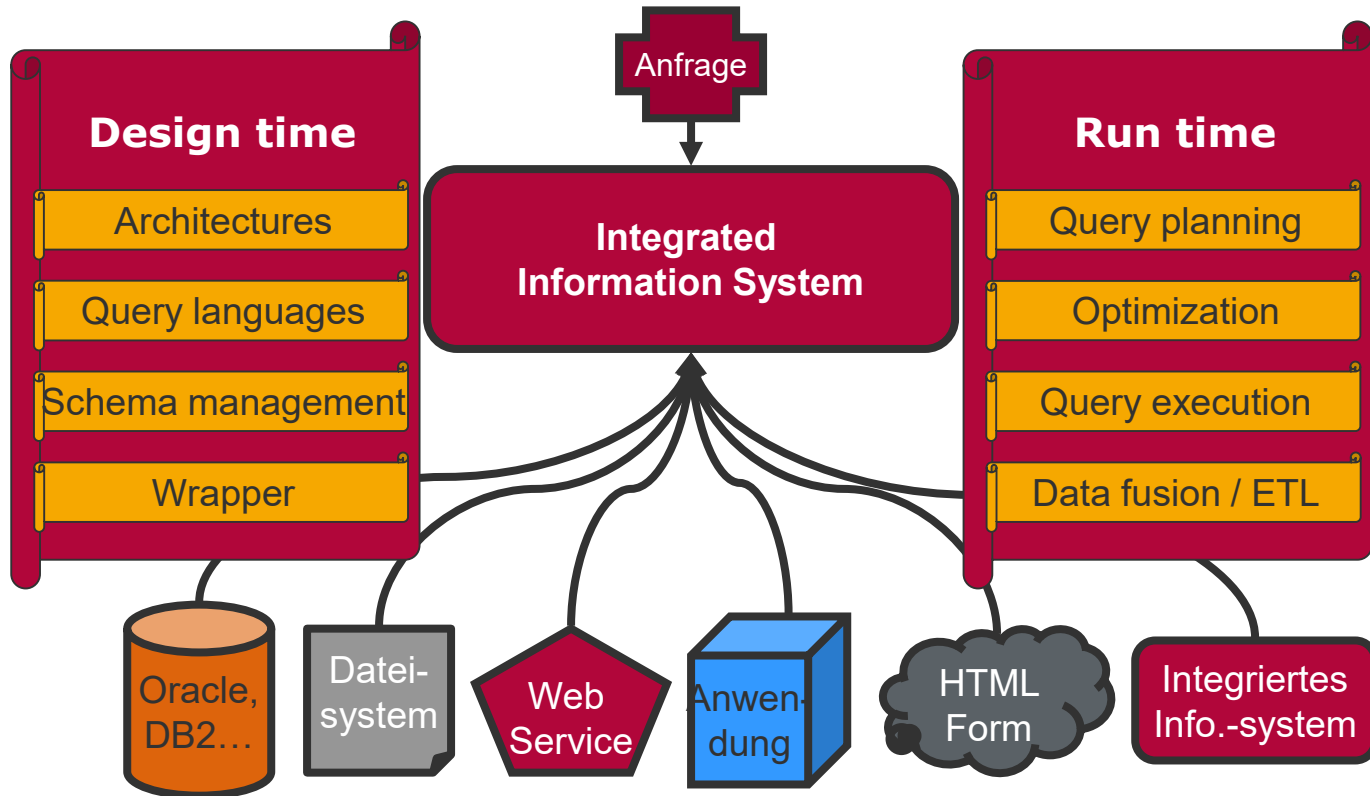 Anfrage
Design time
Architectures
Query languages
Schema management
Wrapper
Integrated
Information System
Run time
Query planning
Optimization
Query execution
Data fusion / ETL
Oracle,
DB2…
Datei-
system
Web
Service
Anwen-
dung
HTML
Form
Integriertes
Info.-system